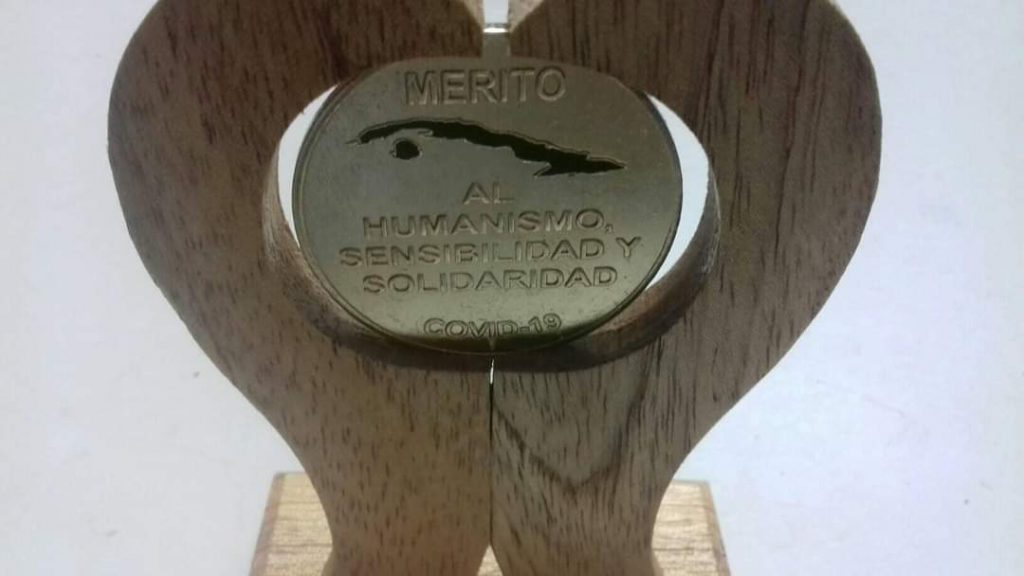 MERITO
AL
HUMANISMO,
SENSIBILIDAD Y
SOLIDARIDAD
COVID-19